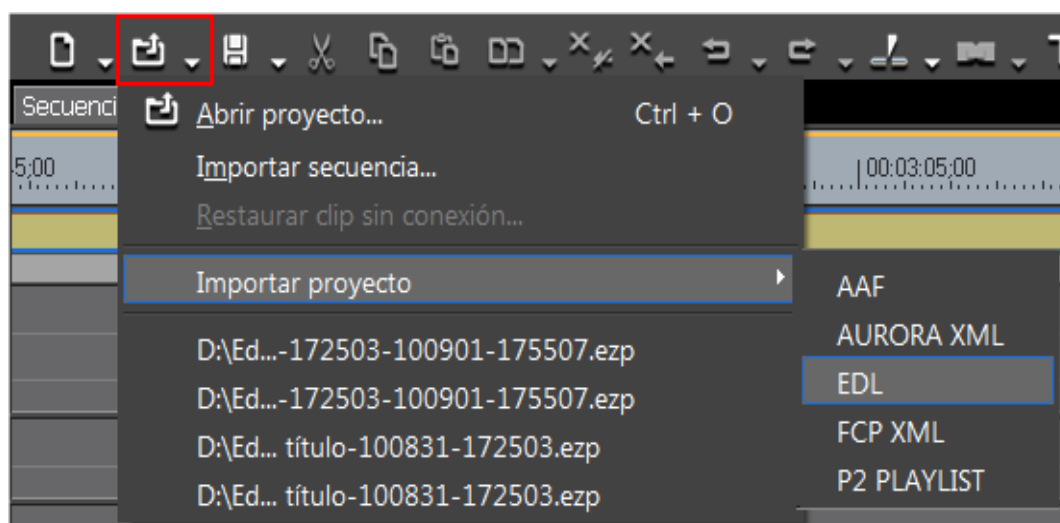 Secuenci
Abrir proyecto... Ctrl + O
5;00
Importar secuencia...
00:03:05;00
Restaurar clip sin conexión...
Importar proyecto
AAF
AURORA XML
EDL
FCP XML
P2 PLAYLIST
D:\Ed...-172503-100901-175507.ezp
D:\Ed...-172503-100901-175507.ezp
D:\Ed... título-100831-172503.ezp
D:\Ed... título-100831-172503.ezp